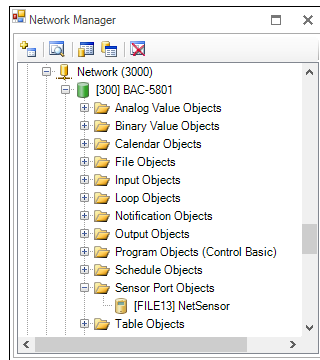 Network Manager
Network (3000)
[300] BAC-5801
Analog Value Objects
Binary Value Objects
Calendar Objects
File Objects
Input Objects
Loop Objects
Notification Objects
Output Objects
Program Objects (Control Basic)
Schedule Objects
Sensor Port Objects
[FILE13] NetSensor
Table Objects